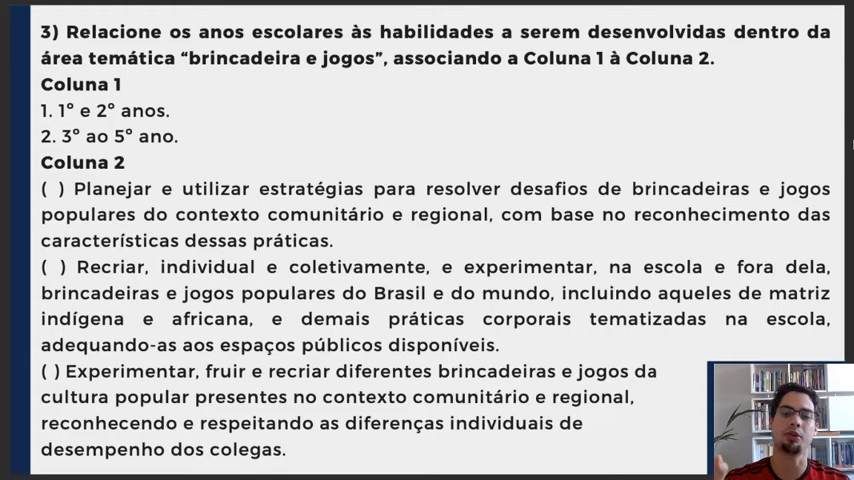 3) Relacione os anos escolares às habilidades a serem desenvolvidas dentro da
área temática “brincadeira e jogos”, associando a Coluna 1 à Coluna 2.
Coluna 1
1. 1º e 2º anos.
2. 3º ao 5º ano.
Coluna 2
( ) Planejar e utilizar estratégias para resolver desafios de brincadeiras e jogos
populares do contexto comunitário e regional, com base no reconhecimento das
características dessas práticas.
( ) Recriar, individual e coletivamente, e experimentar, na escola e fora dela,
brincadeiras e jogos populares do Brasil e do mundo, incluindo aqueles de matriz
indígena e africana, e demais práticas corporais tematizadas na escola,
adequando-as aos espaços públicos disponíveis.
( ) Experimentar, fruir e recriar diferentes brincadeiras e jogos da
cultura popular presentes no contexto comunitário e regional,
reconhecendo e respeitando as diferenças individuais de
desempenho dos colegas.